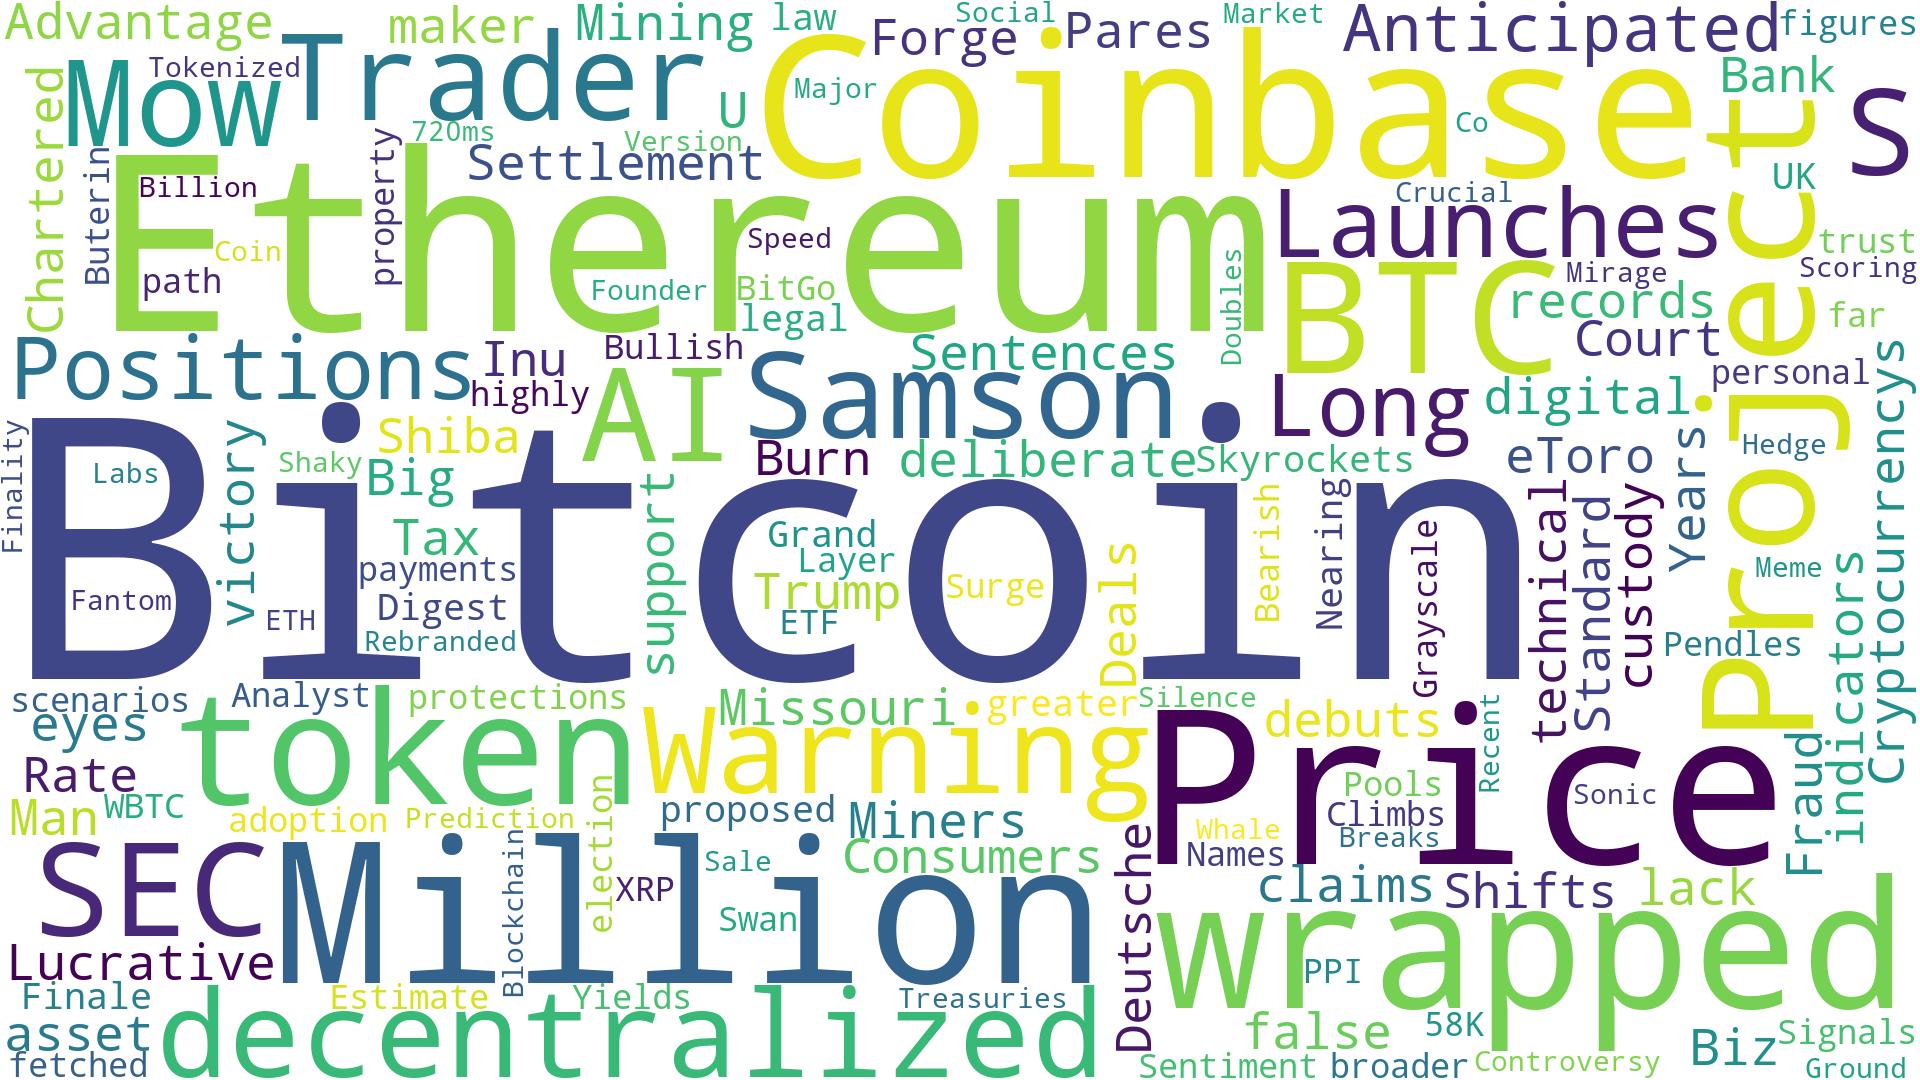 Advantage
maker
Mining
law
Social
Market
Forge
Pares
Anticipated
figures
Tokenized
Trader
Coinbase
Mow
Major
Bank
s
U
Co
720ms
Version
Settlement
Chartered
Buterin
property
Ethereum
Billion
Coin
path
Speed
Founder
BitGo
legal
Doubles
Crucial
UK
Launches
Project
trust
Mirage
Scoring
BTC
records
far
Court
Positions
Inu
Bullish
highly
AI
Sentences
Samson
Long
digital
personal
Cryptocurrencys
Finality
Bitcoin
Labs
victory
Shaky
Shiba
Big
Burn
deliberate
Skyrockets
eToro
Years
Hedge
Tax
support
Grand
Layer
Trump
Surge
ETF
Deals
Bearish
Nearing
Grayscale
technical
Standard
custody
Meme
Pendles
indicators
Fantom
ETH
payments
Digest
Rebranded
scenarios
Analyst
protections
eyes
token
Warning
Missouri
greater
Silence
debuts
Recent
Price
Fraud
Rate
Man
WBTC
adoption
Prediction
election
proposed
Miners
Consumers
Pools
Climbs
Breaks
Whale
Names
Sonic
SEC
Million
Blockchain
XRP
Sale
Swan
Deutsche
claims
Shifts
lack
Lucrative
wrapped
PPI
Finale
Estimate
Yields
Treasuries
asset
fetched
decentralized
false
58K
Biz
Signals
Sentiment
broader
Controversy
Ground